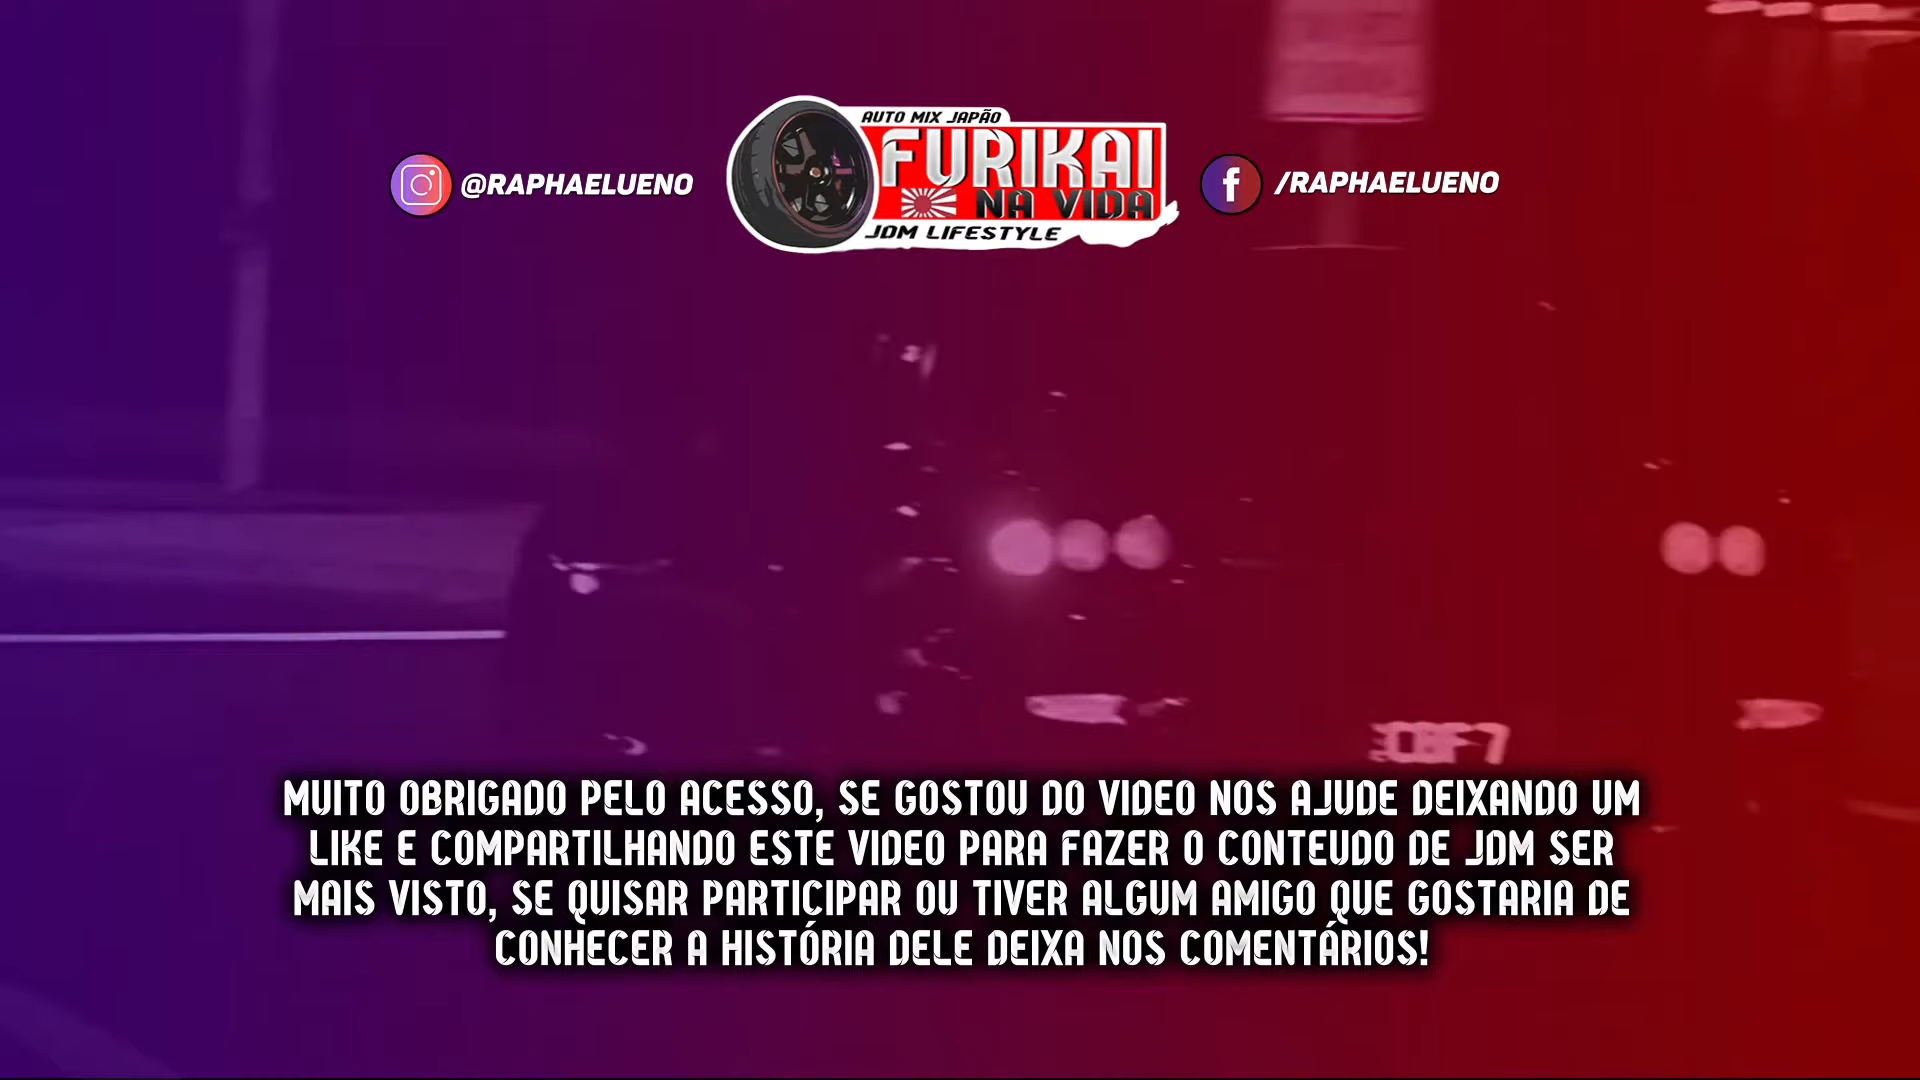 AUTO MIX JAPÃO
FURIKAI
NA VIDA
JDM LIFESTYLE
@RAPHAELUENO
/RAPHAELUENO
MUITO OBRIGADO PELO ACESSO, SE GOSTOU DO VIDEO NOS AJUDE DEIXANDO UM
LIKE E COMPARTILHANDO ESTE VIDEO PARA FAZER O CONTEUDO DE JDM SER
MAIS VISTO, SE QUISAR PARTICIPAR OU TIVER ALGUM AMIGO QUE GOSTARIA DE
CONHECER A HISTÓRIA DELE DEIXA NOS COMENTÁRIOS!